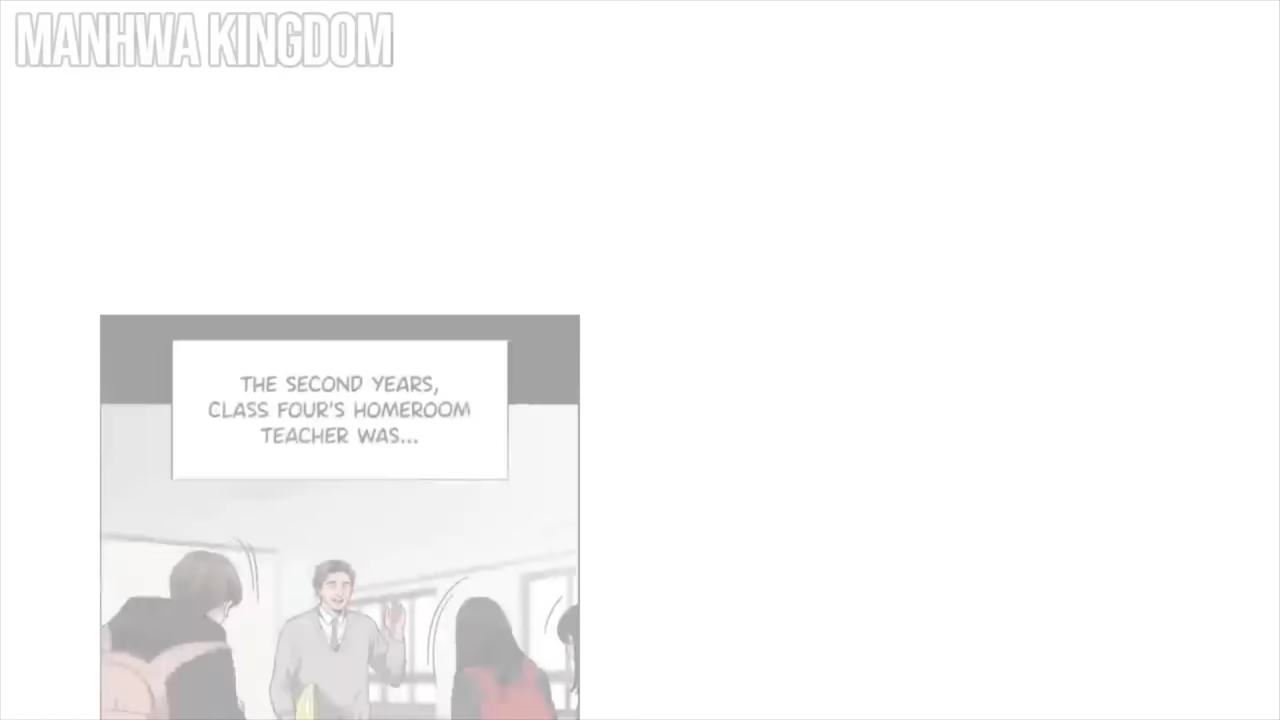 MANHWA KINGDOM
THE SECOND YEARS,
CLASS FOUR'S HOMEROOM
TEACHER WAS...